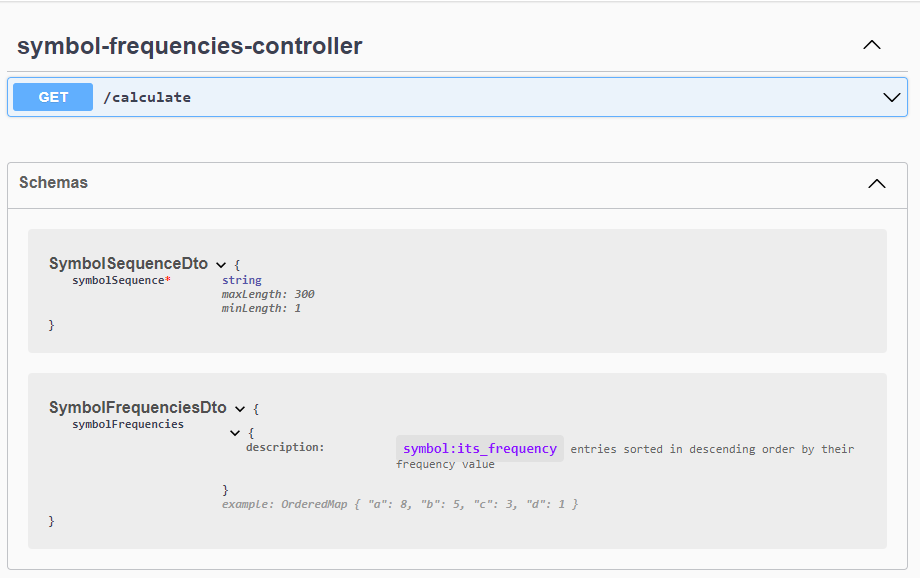 symbol-frequencies-controller
GET /calculate
Schemas
SymbolSequenceDto {
symbolSequence* string
maxLength: 300
minLength: 1
}
SymbolFrequenciesDto {
symbolFrequencies
{
description: symbol:its_frequency entries sorted in descending order by their
frequency value
}
example: OrderedMap { "a": 8, "b": 5, "c": 3, "d": 1 }
}